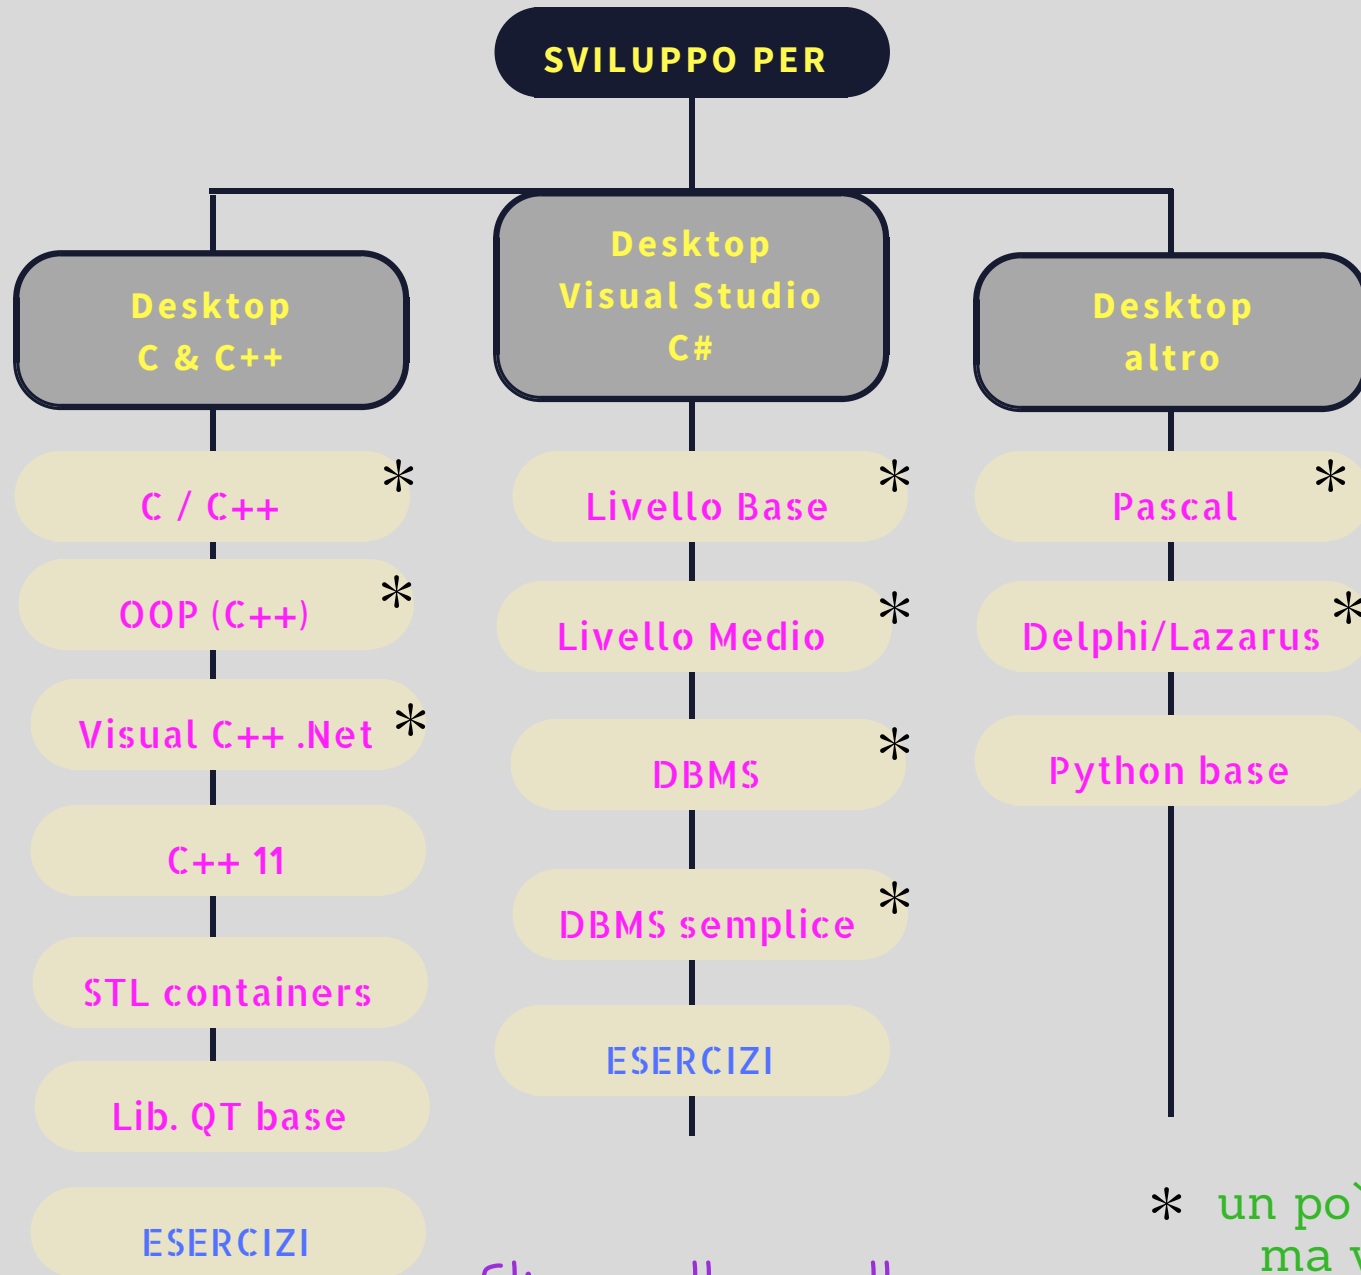 SVILUPPO PER
Desktop
C & C++
C / C++ *
OOP (C++) *
Visual C++ .Net *
C++ 11
STL containers
Lib. QT base
ESERCIZI
Desktop
Visual Studio
C#
Livello Base *
Livello Medio *
DBMS *
DBMS semplice *
ESERCIZI
Desktop
altro
Pascal *
Delphi/Lazarus *
Python base
* un po`
ma